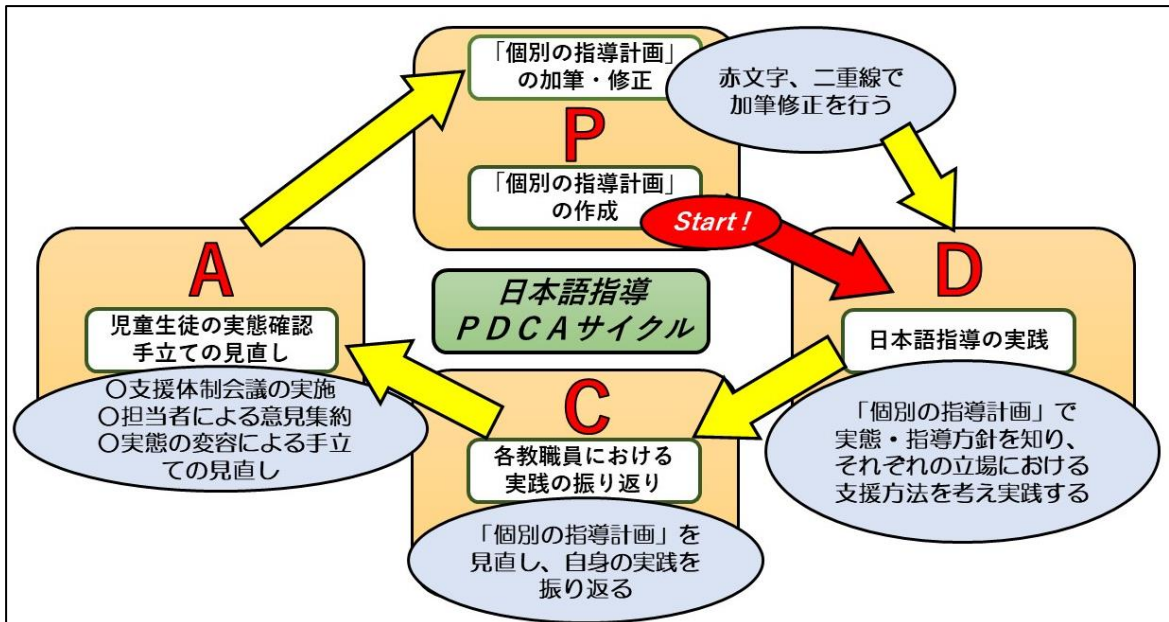 「個別の指導計画」
の加筆・修正
P
「個別の指導計画」
の作成
赤文字、二重線で
加筆修正を行う
Start!
D
日本語指導の実践
「個別の指導計画」で
実態・指導方針を知り、
それぞれの立場における
支援方法を考え実践する
日本語指導
ＰＤＣＡサイクル
C
各教職員における
実践の振り返り
「個別の指導計画」を
見直し、自身の実践を
振り返る
A
児童生徒の実態確認
手立ての見直し
〇支援体制会議の実施
〇担当者による意見集約
〇実態の変容による手立
ての見直し